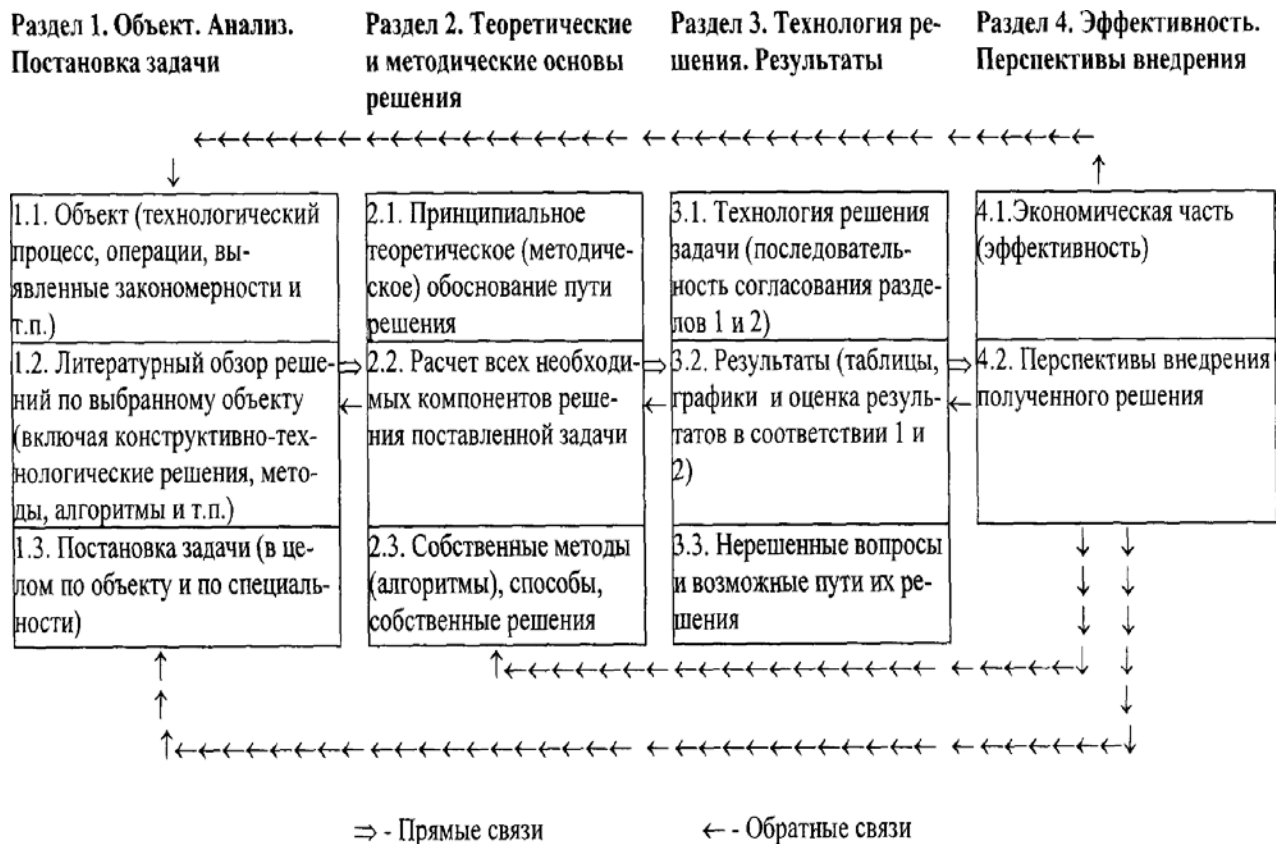 Раздел 1. Объект. Анализ.
Постановка задачи
Раздел 2. Теоретические
и методические основы
решения
Раздел 3. Технология ре-
шения. Результаты
Раздел 4. Эффективность.
Перспективы внедрения
1.1. Объект (технологический
процесс, операции, вы-
явленные закономерности и
т.п.)
1.2. Литературный обзор реше-
ний по выбранному объекту
(включая конструктивно-тех-
нологические решения, мето-
ды, алгоритмы и т.п.)
1.3. Постановка задачи (в це-
лом по объекту и по специаль-
ности)
2.1. Принципиальное
теоретическое (методиче-
ское) обоснование пути
решения
2.2. Расчет всех необходи-
мых компонентов реше-
ния поставленной задачи
2.3. Собственные методы
(алгоритмы), способы,
собственные решения
3.1. Технология решения
задачи (последователь-
ность согласования разде-
лов 1 и 2)
3.2. Результаты (таблицы,
графики и оценка резуль-
татов в соответствии 1 и
2)
3.3. Нерешенные вопросы
и возможные пути их ре-
шения
4.1.Экономическая часть
(эффективность)
4.2. Перспективы внедрения
полученного решения
⇒ - Прямые связи
← - Обратные связи